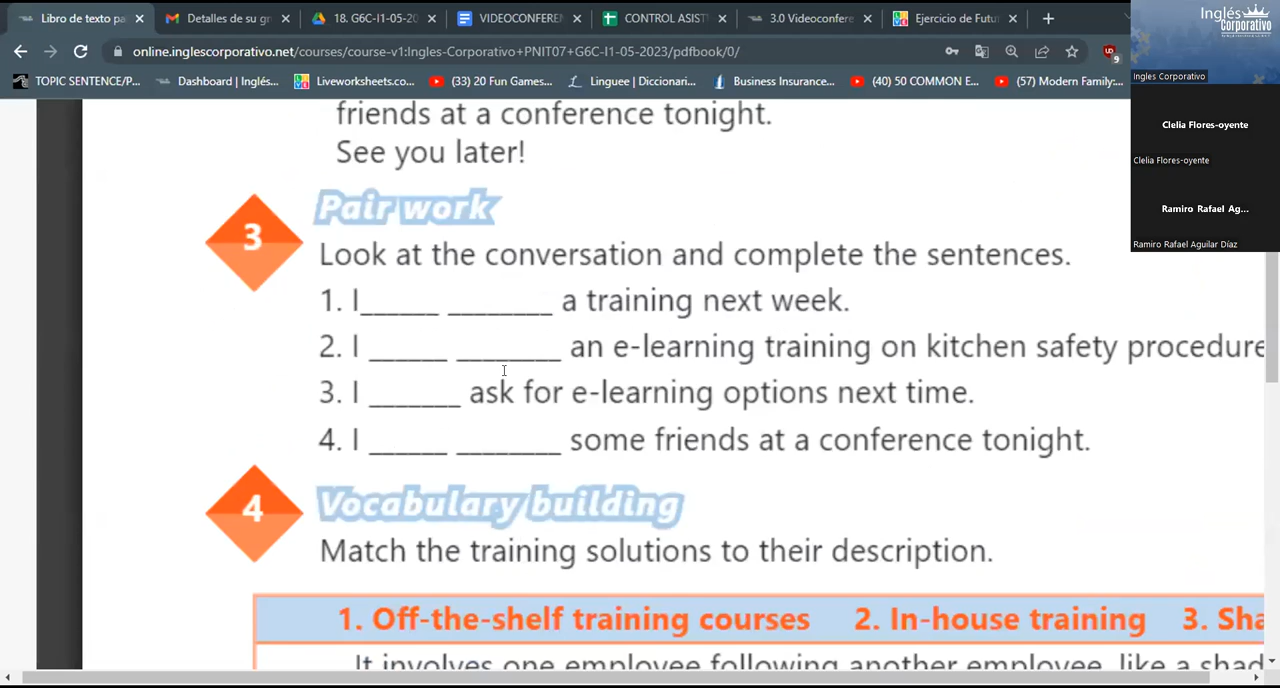 Libro de texto pa
Detalles de su gr
18. G6C-I1-05-20
VIDEOCONFEREN
CONTROL ASIST
3.0 Videoconfere
Ejercicio de Futu
online.inglescorporativo.net/courses/course-v1:Ingles-Corporativo+PNIT07+G6C-I1-05-2023/pdfbook/0/
9
TOPIC SENTENCE/P...
Dashboard | Inglés...
Liveworksheets.co...
(33) 20 Fun Games...
Linguee | Diccionari...
Business Insurance...
(40) 50 COMMON E...
(57) Modern Family:...
Inglés
Corporativo
Ingles Corporativo
Clelia Flores-oyente
Clelia Flores-oyente
Ramiro Rafael Ag...
Ramiro Rafael Aguilar Díaz
friends at a conference tonight.
See you later!
3
Pair work
Look at the conversation and complete the sentences.
1. I______ ________ a training next week.
2. I ______ ________ an e-learning training on kitchen safety procedure
3. I _______ ask for e-learning options next time.
4. I ______ ________ some friends at a conference tonight.
4
Vocabulary building
Match the training solutions to their description.
1. Off-the-shelf training courses 2. In-house training 3. Sha
It involves one employee following another employee, like a shad